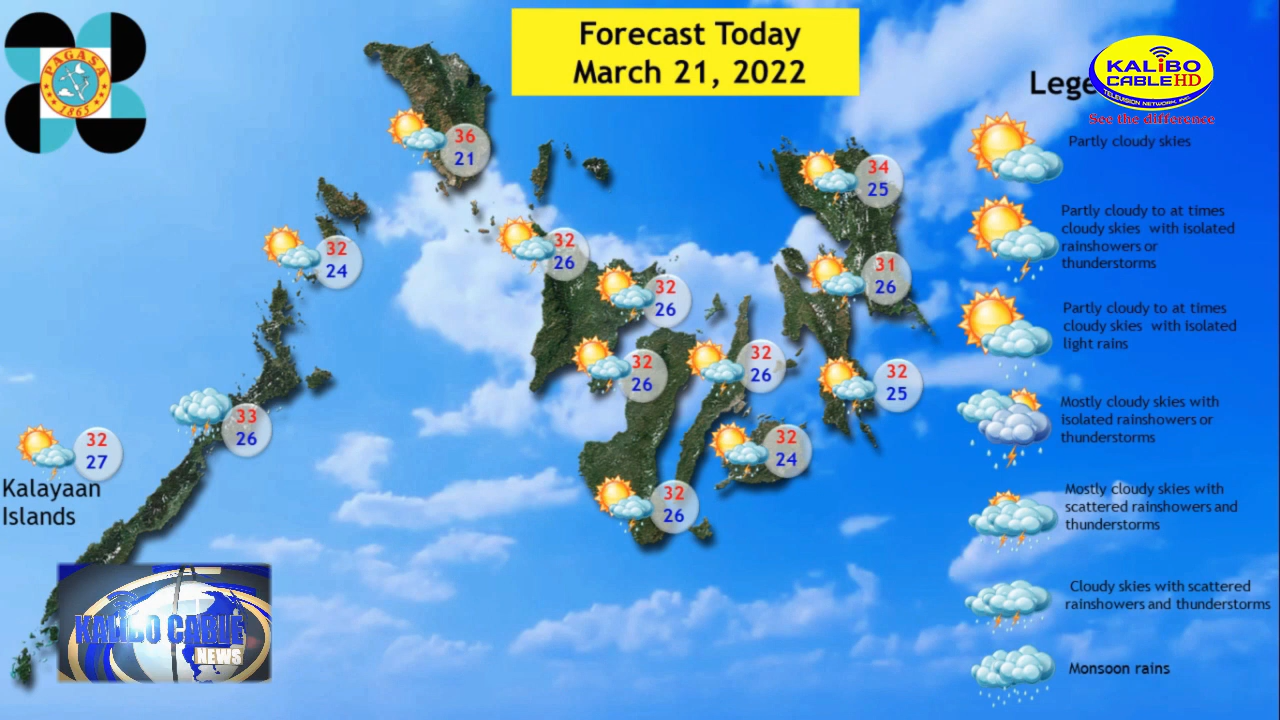 Forecast Today
March 21, 2022
PAGASA
1865
Lege
KALiBO
CABLE HD
TELEVISION NETWORK, INC.
See the difference
Partly cloudy skies
Partly cloudy to at times
cloudy skies with isolated
rainshowers or
thunderstorms
Partly cloudy to at times
cloudy skies with isolated
light rains
Mostly cloudy skies with
isolated rainshowers or
thunderstorms
Mostly cloudy skies with
scattered rainshowers and
thunderstorms
Cloudy skies with scattered
rainshowers and thunderstorms
Monsoon rains
36
21
34
25
32
24
32
26
31
26
32
26
32
26
32
26
32
25
33
26
32
27
32
24
32
26
Kalayaan
Islands
KALIBO CABLE
NEWS